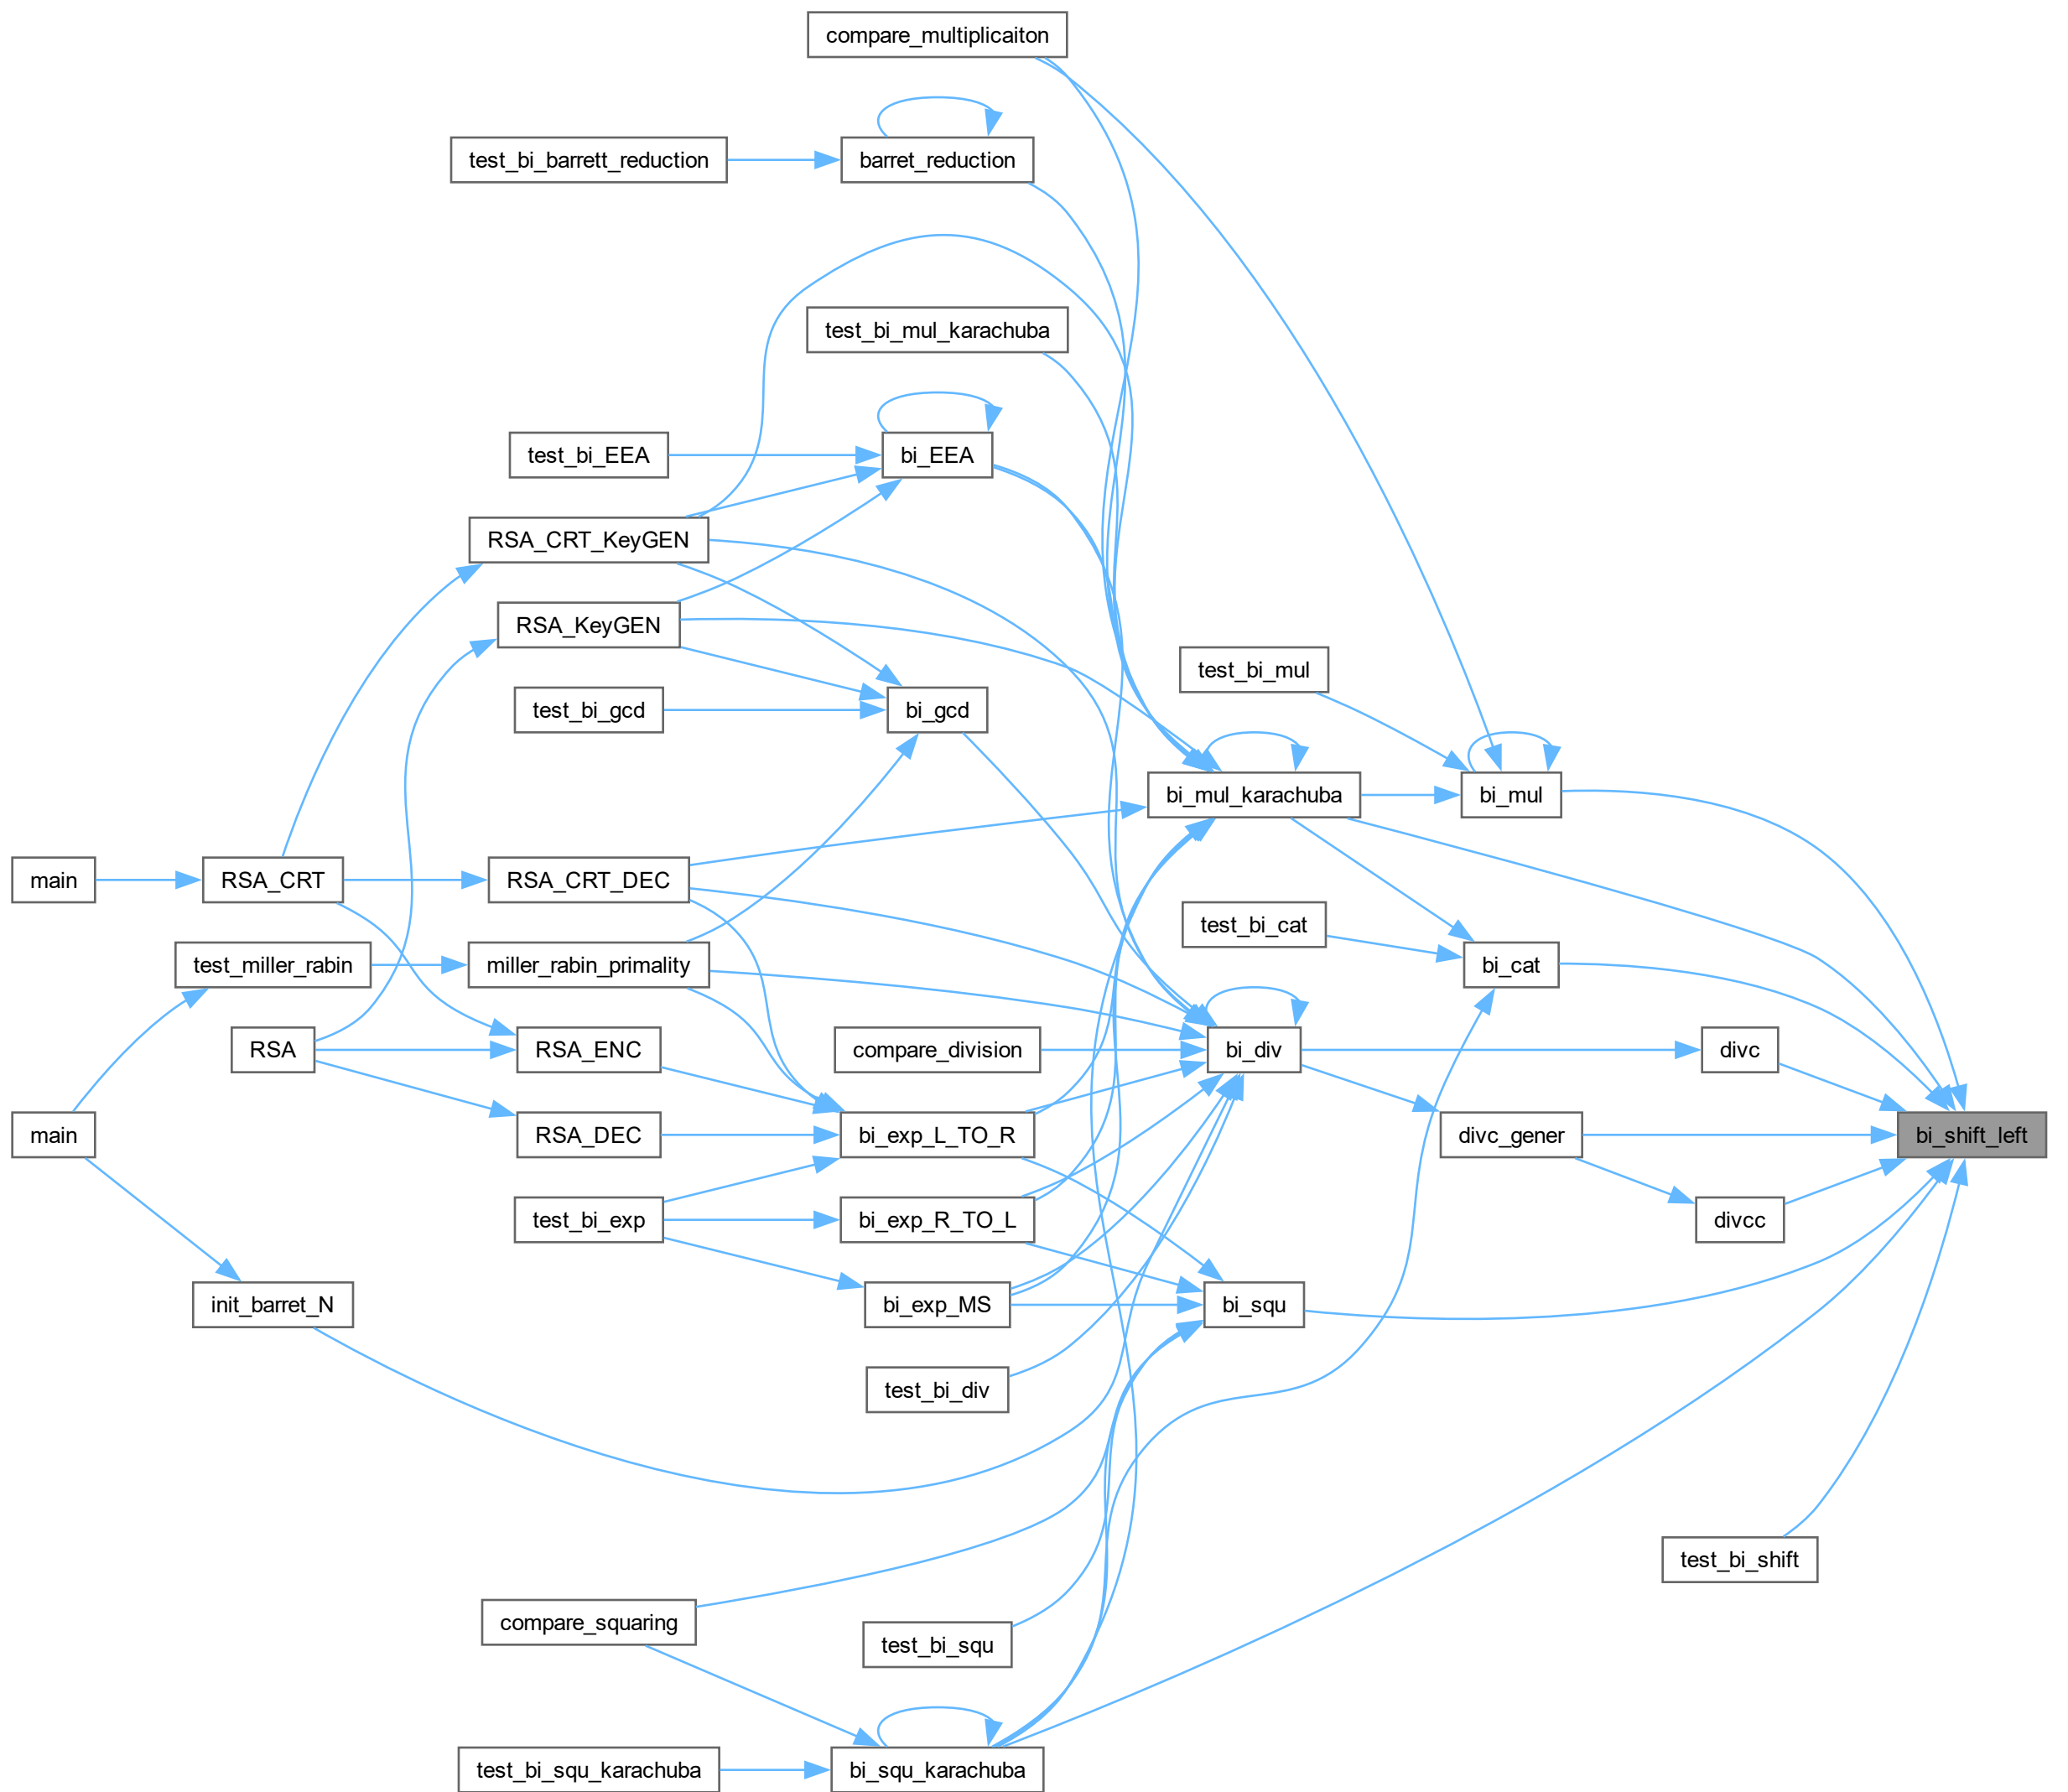 compare_multiplicaiton
test_bi_barrett_reduction
barret_reduction
test_bi_mul_karachuba
test_bi_EEA
bi_EEA
RSA_CRT_KeyGEN
RSA_KeyGEN
test_bi_mul
test_bi_gcd
bi_gcd
bi_mul_karachuba
bi_mul
main
RSA_CRT
RSA_CRT_DEC
test_bi_cat
test_miller_rabin
miller_rabin_primality
bi_cat
RSA
RSA_ENC
compare_division
bi_div
divc
main
RSA_DEC
bi_exp_L_TO_R
divc_gener
bi_shift_left
test_bi_exp
bi_exp_R_TO_L
divcc
init_barret_N
bi_exp_MS
bi_squ
test_bi_div
test_bi_shift
compare_squaring
test_bi_squ
test_bi_squ_karachuba
bi_squ_karachuba